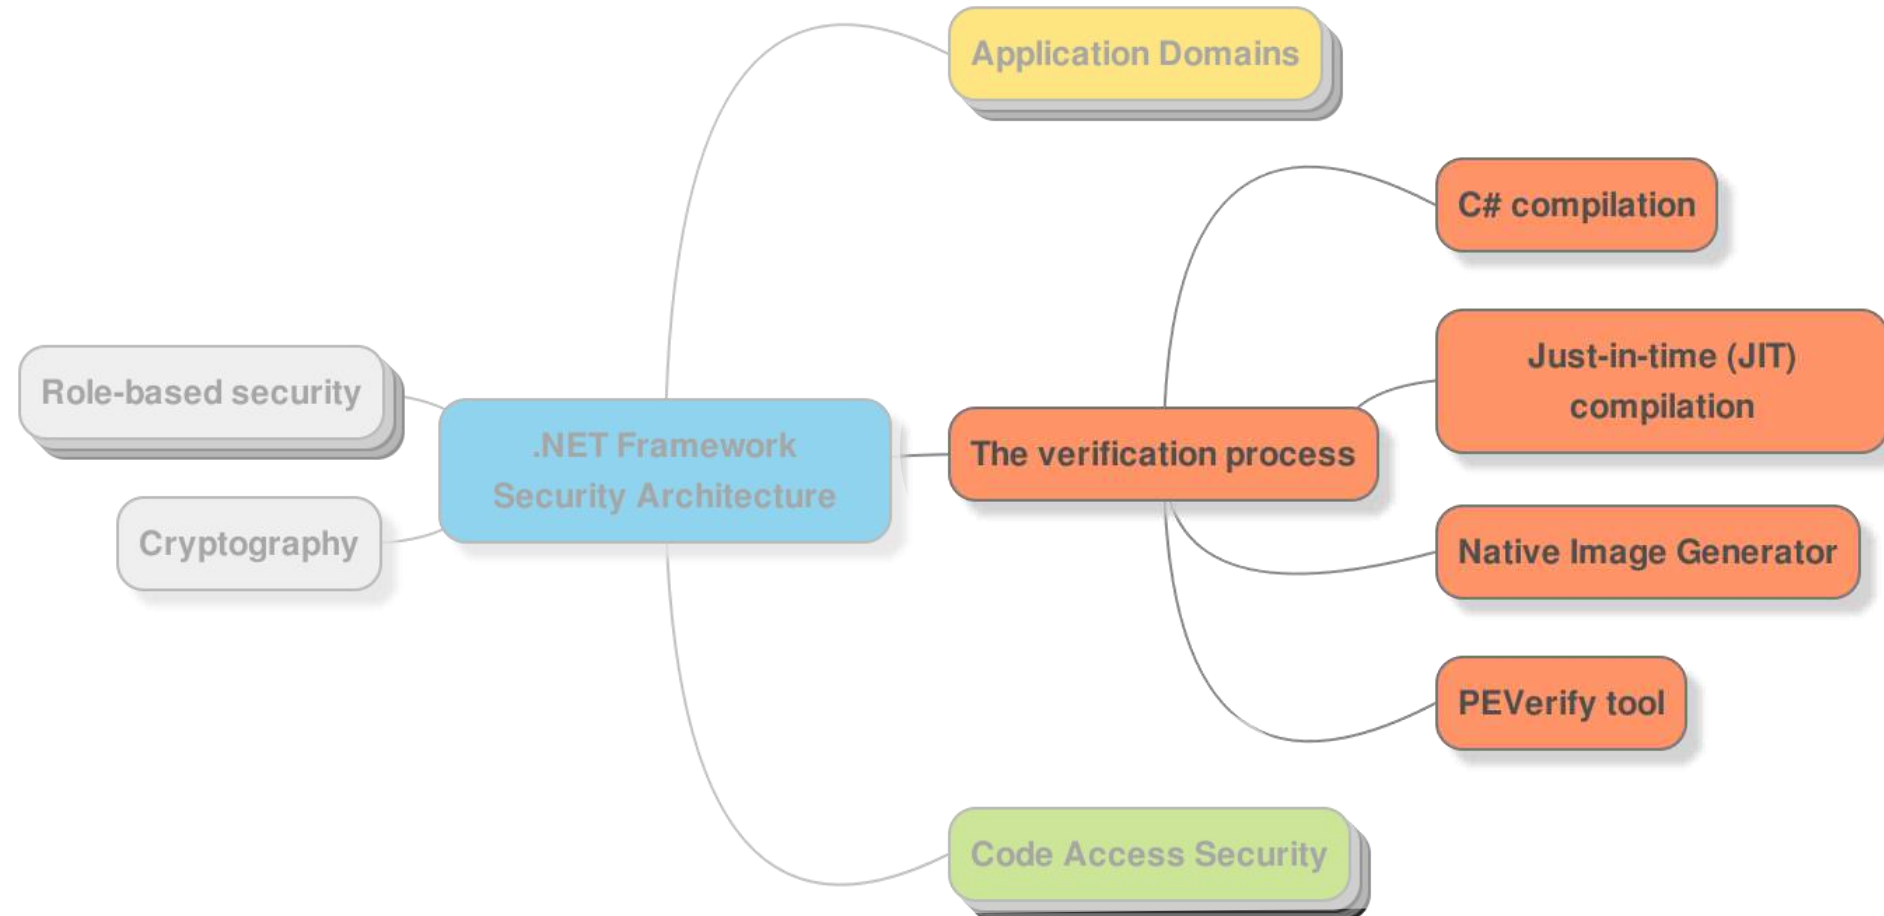 Application Domains
C# compilation
Just-in-time (JIT)
compilation
Role-based security
.NET Framework
Security Architecture
The verification process
Cryptography
Native Image Generator
PEVerify tool
Code Access Security